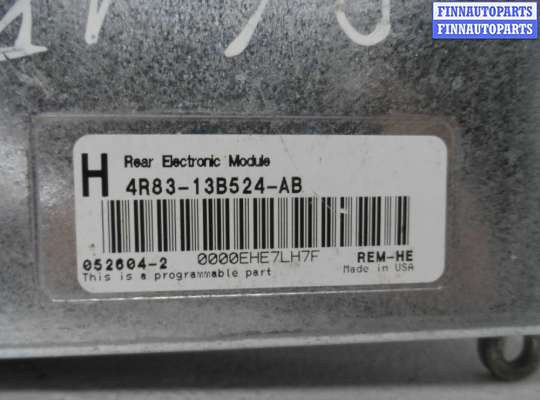 FINNAUTOPARTS
FINNAUTOPARTS
Rear Electronic Module
H 4R83-13B524-AB
052604-2 0000EHE7LH7F REM-HE
This is a programmable part Made in USA